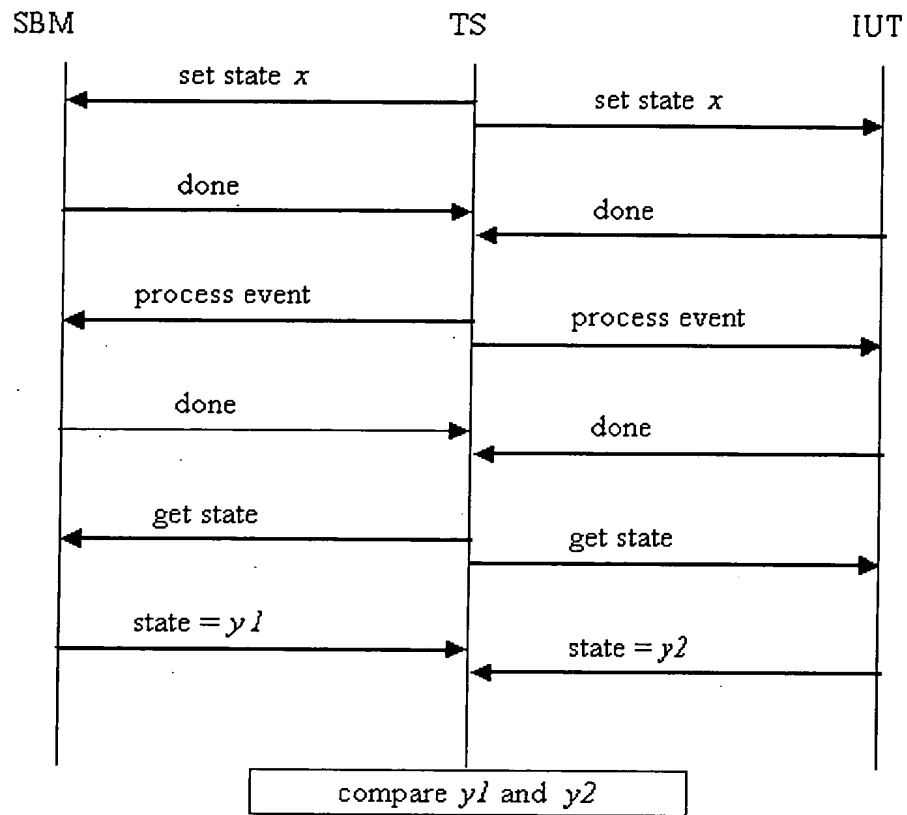 SBM TS IUT
set state x
set state x
done
done
process event
process event
done
done
get state
get state
state = y1
state = y2
compare y1 and y2